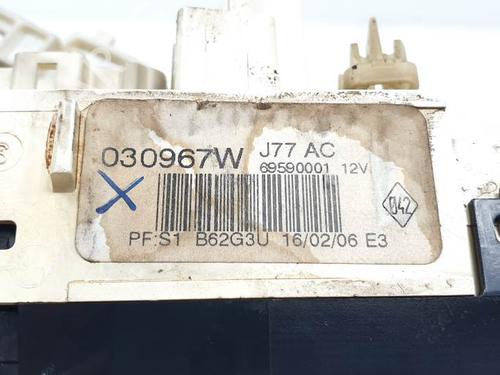 030967W J77 AC
69590001 12V
042
PF:S1 B62G3U 16/02/06 E3